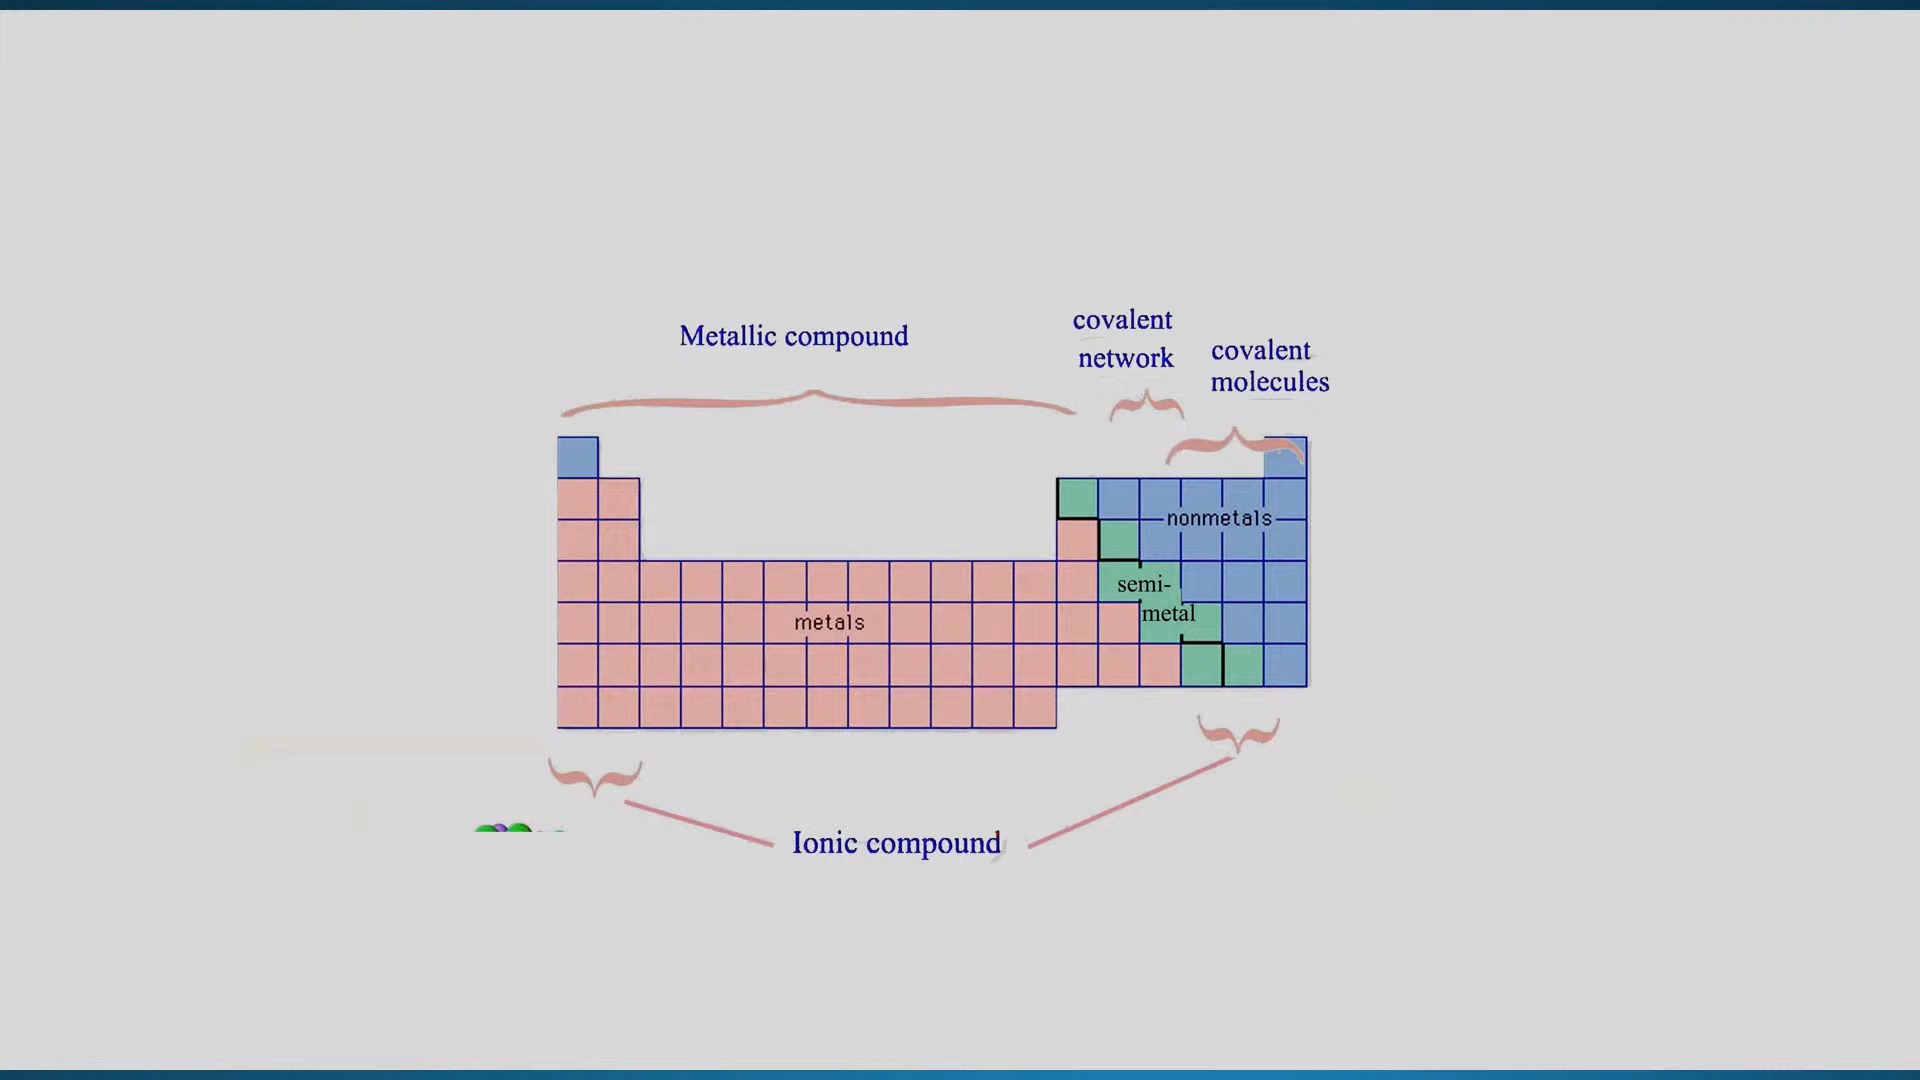 Metallic compound
covalent
network
covalent
molecules
nonmetals
semi-
metal
metals
Ionic compound